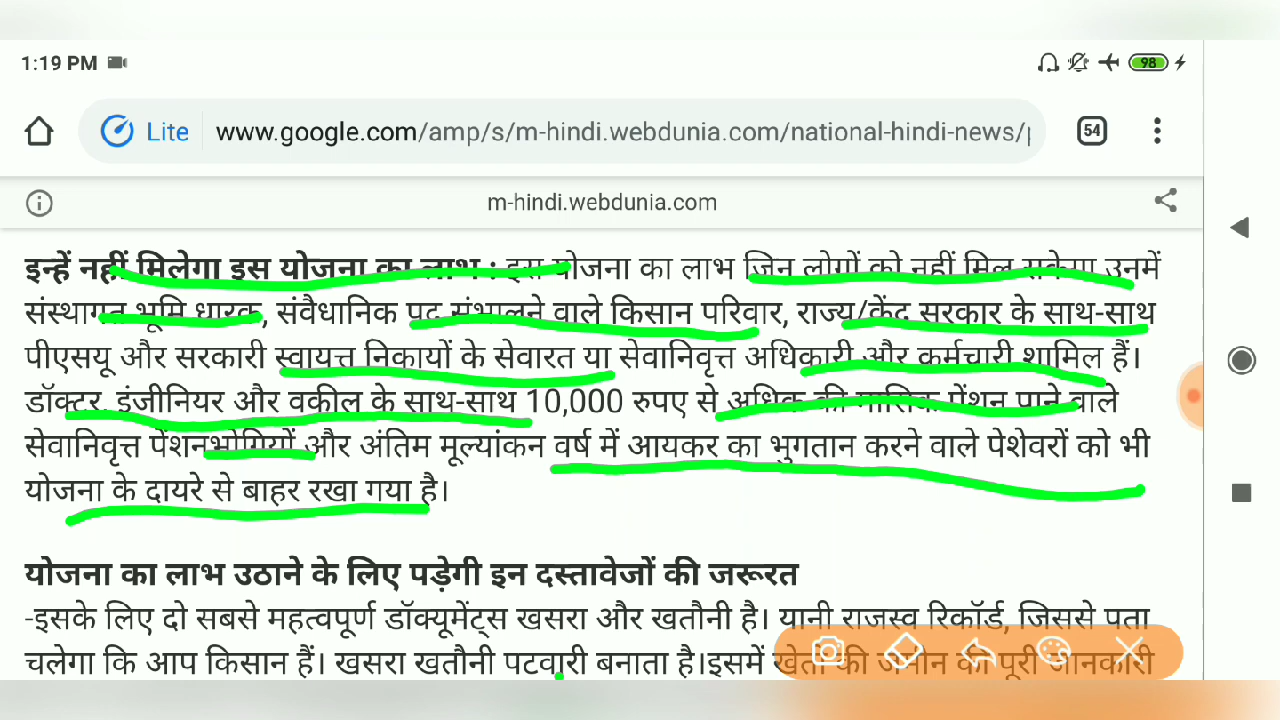 1:19 PM
98
Lite
www.google.com/amp/s/m-hindi.webdunia.com/national-hindi-news/
54
m-hindi.webdunia.com
इन्हें नहीं मिलेगा इस योजना का लाभ : इस योजना का लाभ जिन लोगों को नहीं मिल सकेगा उनमें
संस्थागत भूमि धारक, संवैधानिक पद संभालने वाले किसान परिवार, राज्य/केंद सरकार के साथ-साथ
पीएसयू और सरकारी स्वायत्त निकायों के सेवारत या सेवानिवृत्त अधिकारी और कर्मचारी शामिल हैं।
डॉक्टर, इंजीनियर और वकील के साथ-साथ 10,000 रुपए से अधिक की मासिक पेंशन पाने वाले
सेवानिवृत्त पेंशनभोगियों और अंतिम मूल्यांकन वर्ष में आयकर का भुगतान करने वाले पेशेवरों को भी
योजना के दायरे से बाहर रखा गया है।
योजना का लाभ उठाने के लिए पड़ेगी इन दस्तावेजों की जरूरत
-इसके लिए दो सबसे महत्वपूर्ण डॉक्यूमेंट्स खसरा और खतौनी है। यानी राजस्व रिकॉर्ड, जिससे पता
चलेगा कि आप किसान हैं। खसरा खतौनी पटवारी बनाता है।इसमें खेतों की जमीन की पूरी जानकारी